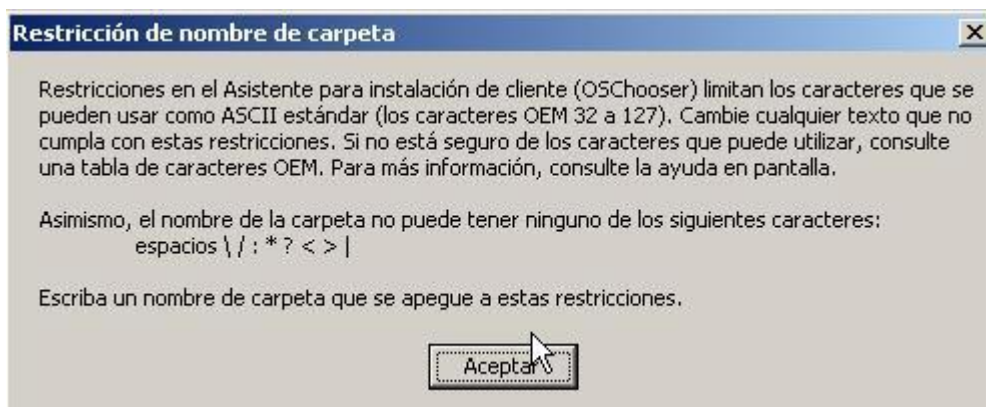 Restricción de nombre de carpeta
Restricciones en el Asistente para instalación de cliente (OSChooser) limitan los caracteres que se
pueden usar como ASCII estándar (los caracteres OEM 32 a 127). Cambie cualquier texto que no
cumpla con estas restricciones. Si no está seguro de los caracteres que puede utilizar, consulte
una tabla de caracteres OEM. Para más información, consulte la ayuda en pantalla.
Asimismo, el nombre de la carpeta no puede tener ninguno de los siguientes caracteres:
espacios \ / : * ? < > |
Escriba un nombre de carpeta que se apegue a estas restricciones.
Aceptar